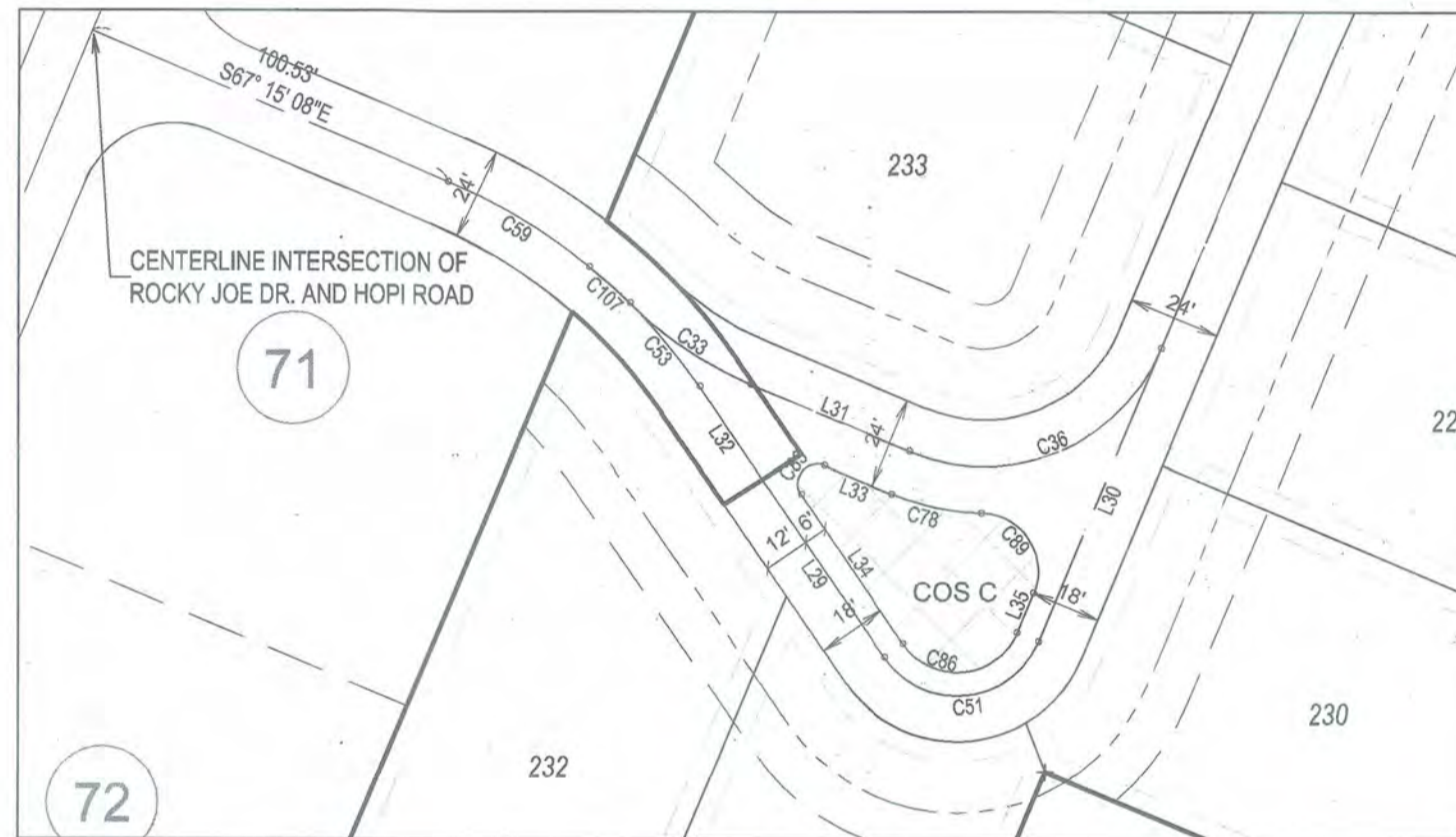 100.53'
S67° 15' 08"E
24'
C59
233
CENTERLINE INTERSECTION OF
ROCKY JOE DR. AND HOPI ROAD
C107
C33
24'
71
C53
L31
L32
24'
C36
22
L33
C78
L30
C89
6'
12'
L34
L29
COS C
L35
18'
18'
C86
C51
230
232
72